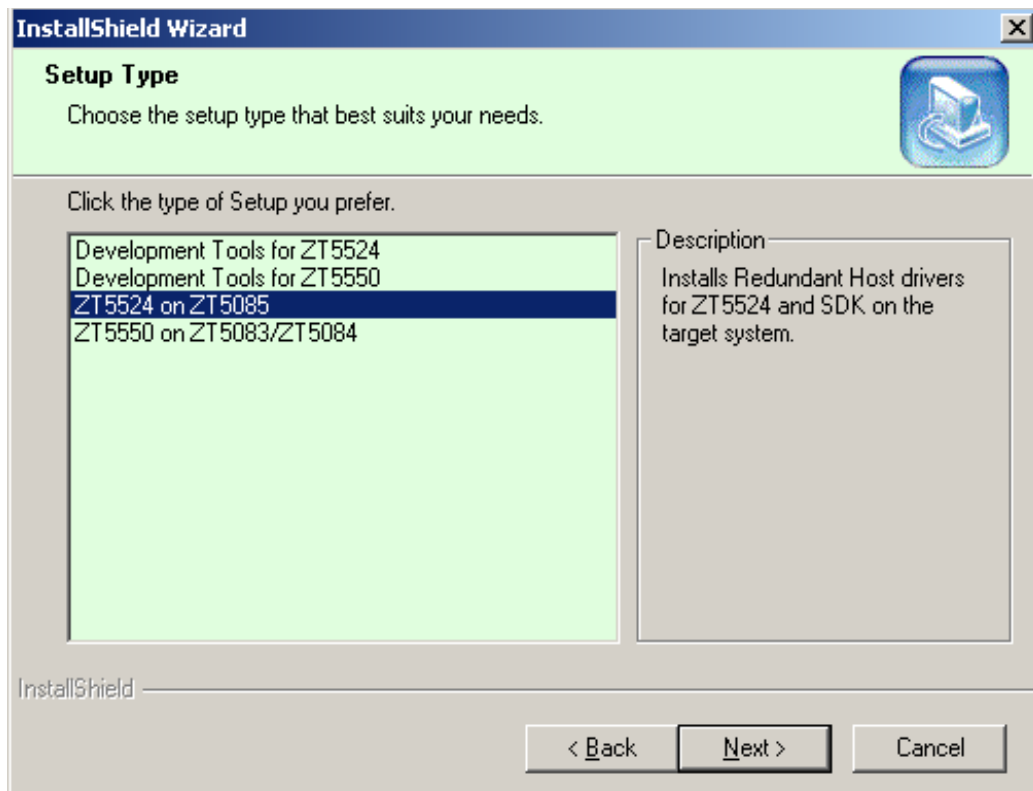 InstallShield Wizard
Setup Type
Choose the setup type that best suits your needs.
Click the type of Setup you prefer.
Development Tools for ZT5524
Development Tools for ZT5550
ZT5524 on ZT5085
ZT5550 on ZT5083/ZT5084
Description
Installs Redundant Host drivers
for ZT5524 and SDK on the
target system.
InstallShield
< Back
Next >
Cancel